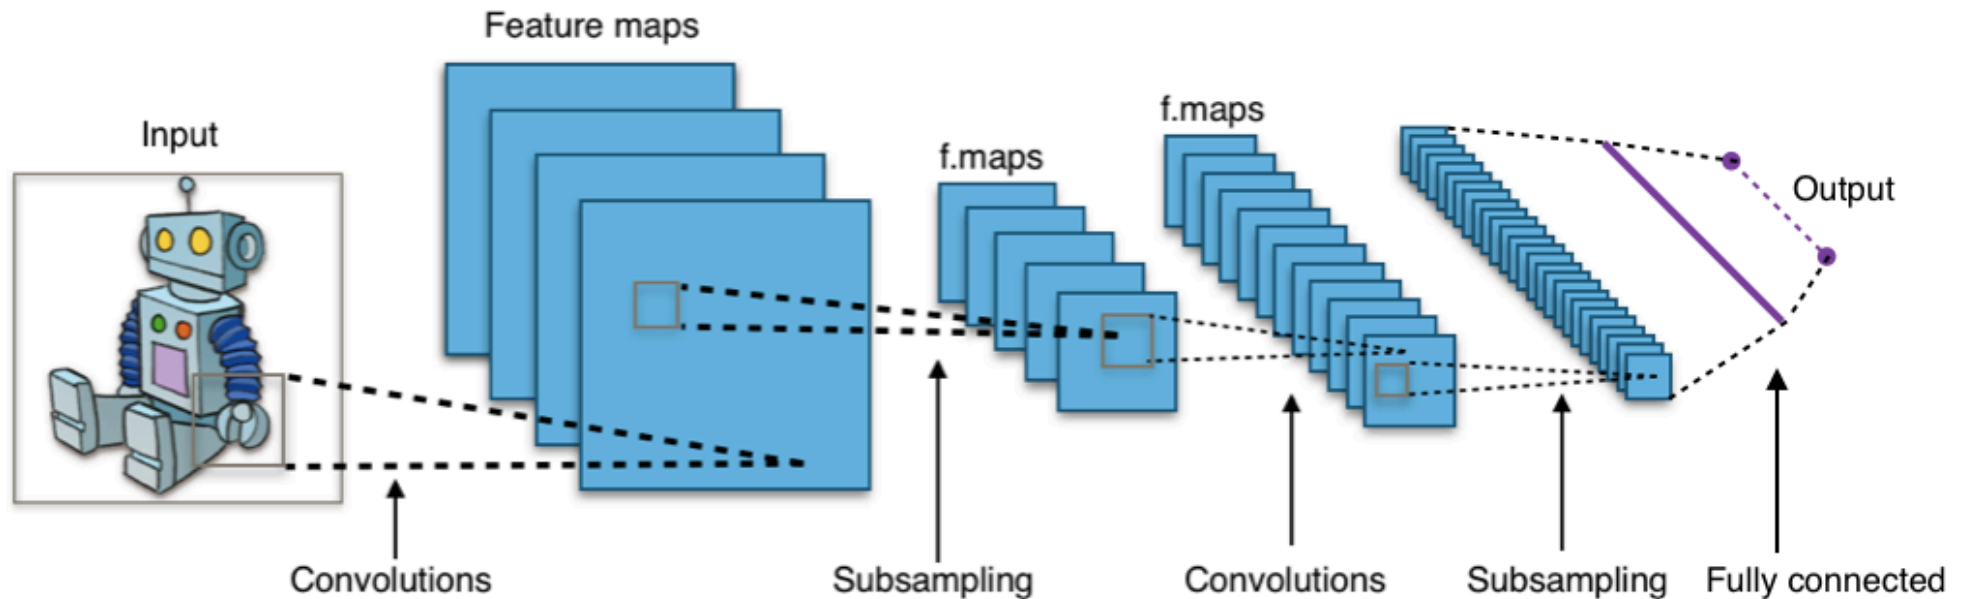 Feature maps
f.maps
Input
f.maps
Output
Convolutions
Subsampling
Convolutions
Subsampling
Fully connected